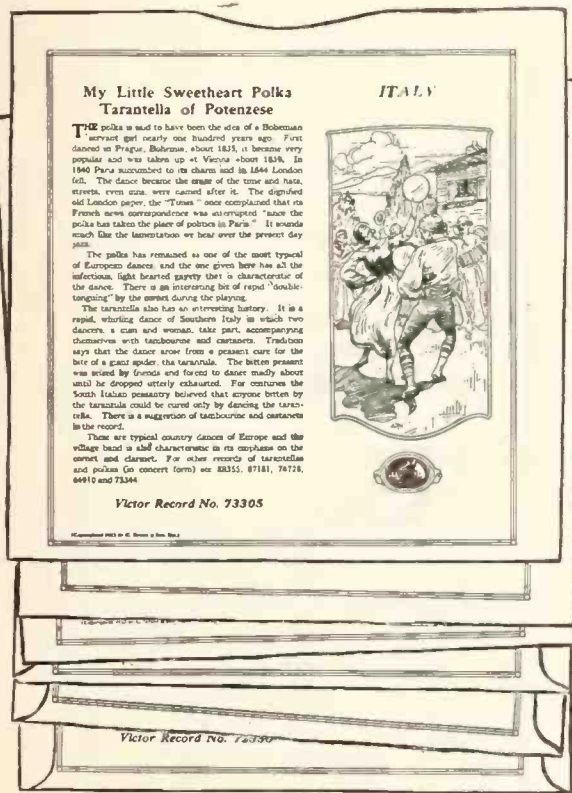 My Little Sweetheart Polka
Tarantella of Potenzese
ITALY
THE polka is said to have been the idea of a Bohemian
servant girl nearly one hundred years ago. First
danced in Prague, Bohemia, about 1835, it became very
popular and was taken up at Vienna about 1839. In
1840 Paris succumbed to its charm and in 1844 London
fell. The dance became the craze of the time and hats,
streets, even inns, were named after it. The dignified
old London paper, the "Times" once complained that its
French news correspondence was interrupted "since the
polka has taken the place of politics in Paris." It sounds
much like the lamentation we hear over the present day
jazz.
The polka has remained as one of the most typical
of European dances, and the one given here has all the
infectious, light hearted gayety that is characteristic of
the dance. There is an interesting bit of rapid "double-
tonguing" by the cornet during the playing.
The tarantella also has an interesting history. It is a
rapid, whirling dance of Southern Italy in which two
dancers, a man and woman, take part, accompanying
themselves with tambourine and castanets. Tradition
says that the dance arose from a peasant cure for the
bite of a giant spider, the tarantula. The bitten peasant
was seized by friends and forced to dance madly about
until he dropped utterly exhausted. For centuries the
South Italian peasantry believed that anyone bitten by
the tarantula could be cured only by dancing the taran-
tella. There is a suggestion of tambourine and castanets
in the record.
These are typical country dances of Europe and the
village band is also characteristic in its emphasis on the
cornet and clarinet. For other records of tarantellas
and polkas (in concert form) see 88355, 87181, 74728,
64910 and 73344
Victor Record No. 73305
Victor Record No.